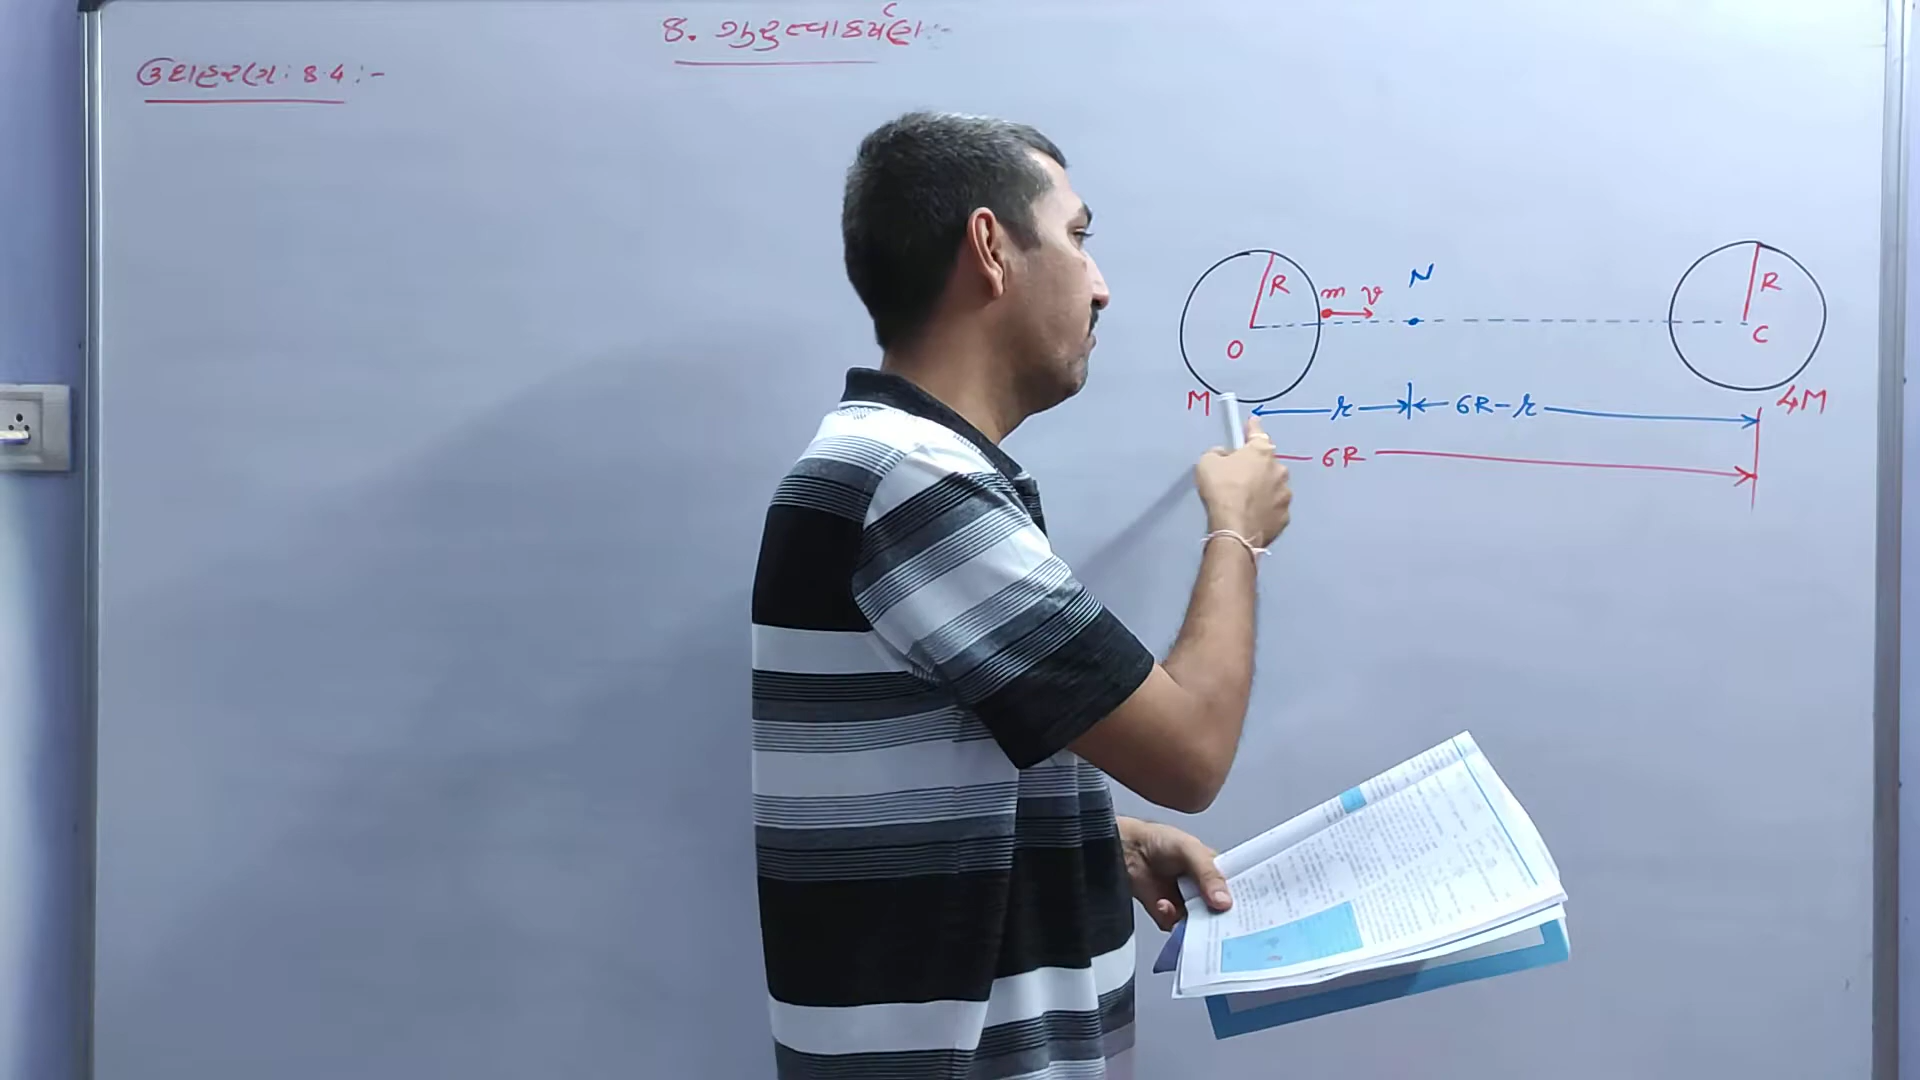 8. ગુરુત્વાકર્ષણ:-
ઉદાહરણ: 8.4 :-
R
m v
N
R
O
C
M
r
6R-r
4M
6R